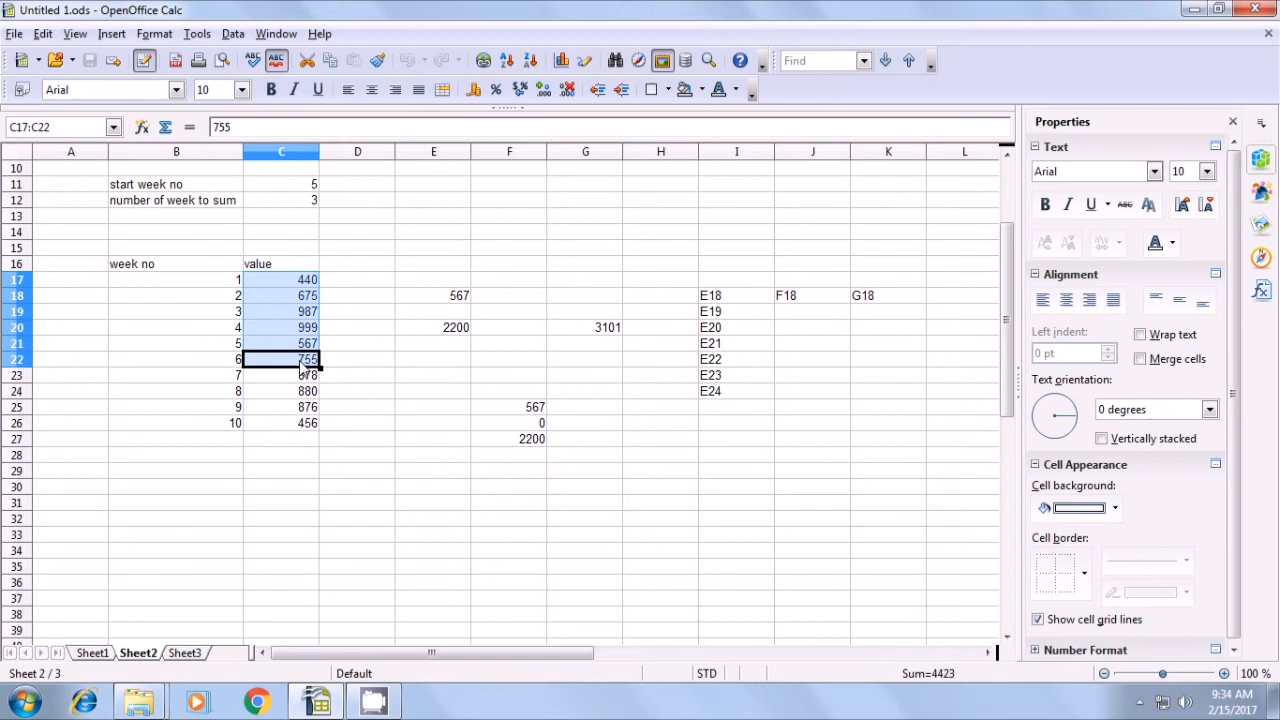 Untitled 1.ods - OpenOffice Calc
File Edit View Insert Format Tools Data Window Help
Find
Arial 10
C17:C22 755
A B C D E F G H I J K L
10
11 start week no 5
12 number of week to sum 3
13
14
15
16 week no value
17 1 440
18 2 675 567 E18 F18 G18
19 3 987 E19
20 4 999 2200 3101 E20
21 5 567 E21
22 6 755 E22
23 7 E23
24 8 880 E24
25 9 876 567
26 10 456 0
27 2200
28
29
30
31
32
33
34
35
36
37
38
39
Sheet1 Sheet2 Sheet3
Sheet 2 / 3 Default STD Sum=4423 100 %
Properties
Text
Arial 10
Alignment
Left indent:
0 pt
Wrap text
Merge cells
Text orientation:
0 degrees
Vertically stacked
Cell Appearance
Cell background:
Cell border:
Show cell grid lines
Number Format
9:34 AM
2/15/2017